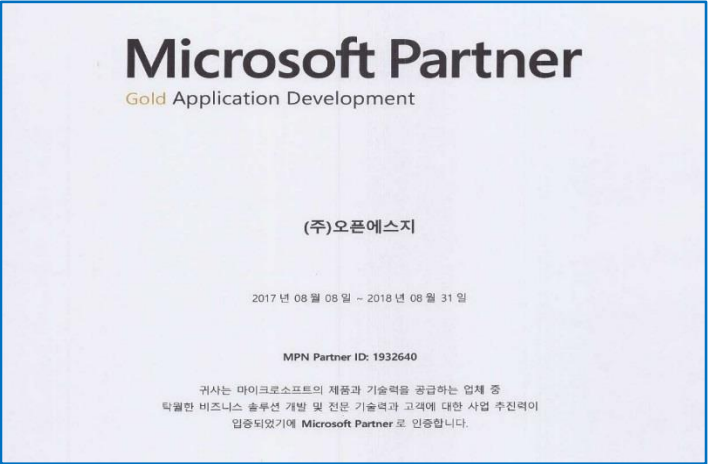 Microsoft Partner
Gold Application Development
(주)오픈에스지
2017 년 08 월 08 일 ~ 2018 년 08 월 31 일
MPN Partner ID: 1932640
귀사는 마이크로소프트의 제품과 기술력을 공급하는 업체 중
탁월한 비즈니스 솔루션 개발 및 전문 기술력과 고객에 대한 사업 추진력이
입증되었기에 Microsoft Partner 로 인증합니다.